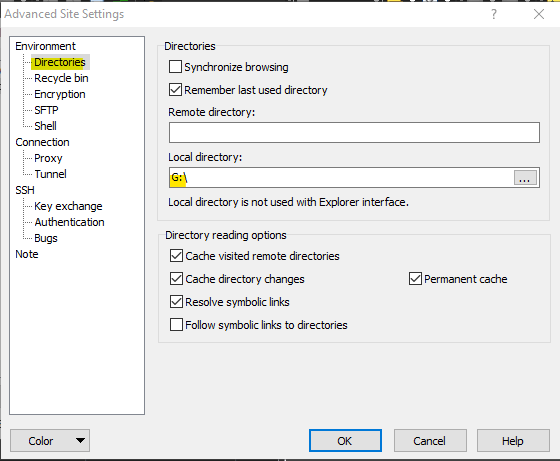 Advanced Site Settings
Environment
Directories
Recycle bin
Encryption
SFTP
Shell
Connection
Proxy
Tunnel
SSH
Key exchange
Authentication
Bugs
Note
Directories
Synchronize browsing
Remember last used directory
Remote directory:
Local directory:
G:\
...
Local directory is not used with Explorer interface.
Directory reading options
Cache visited remote directories
Cache directory changes
Permanent cache
Resolve symbolic links
Follow symbolic links to directories
Color
OK
Cancel
Help